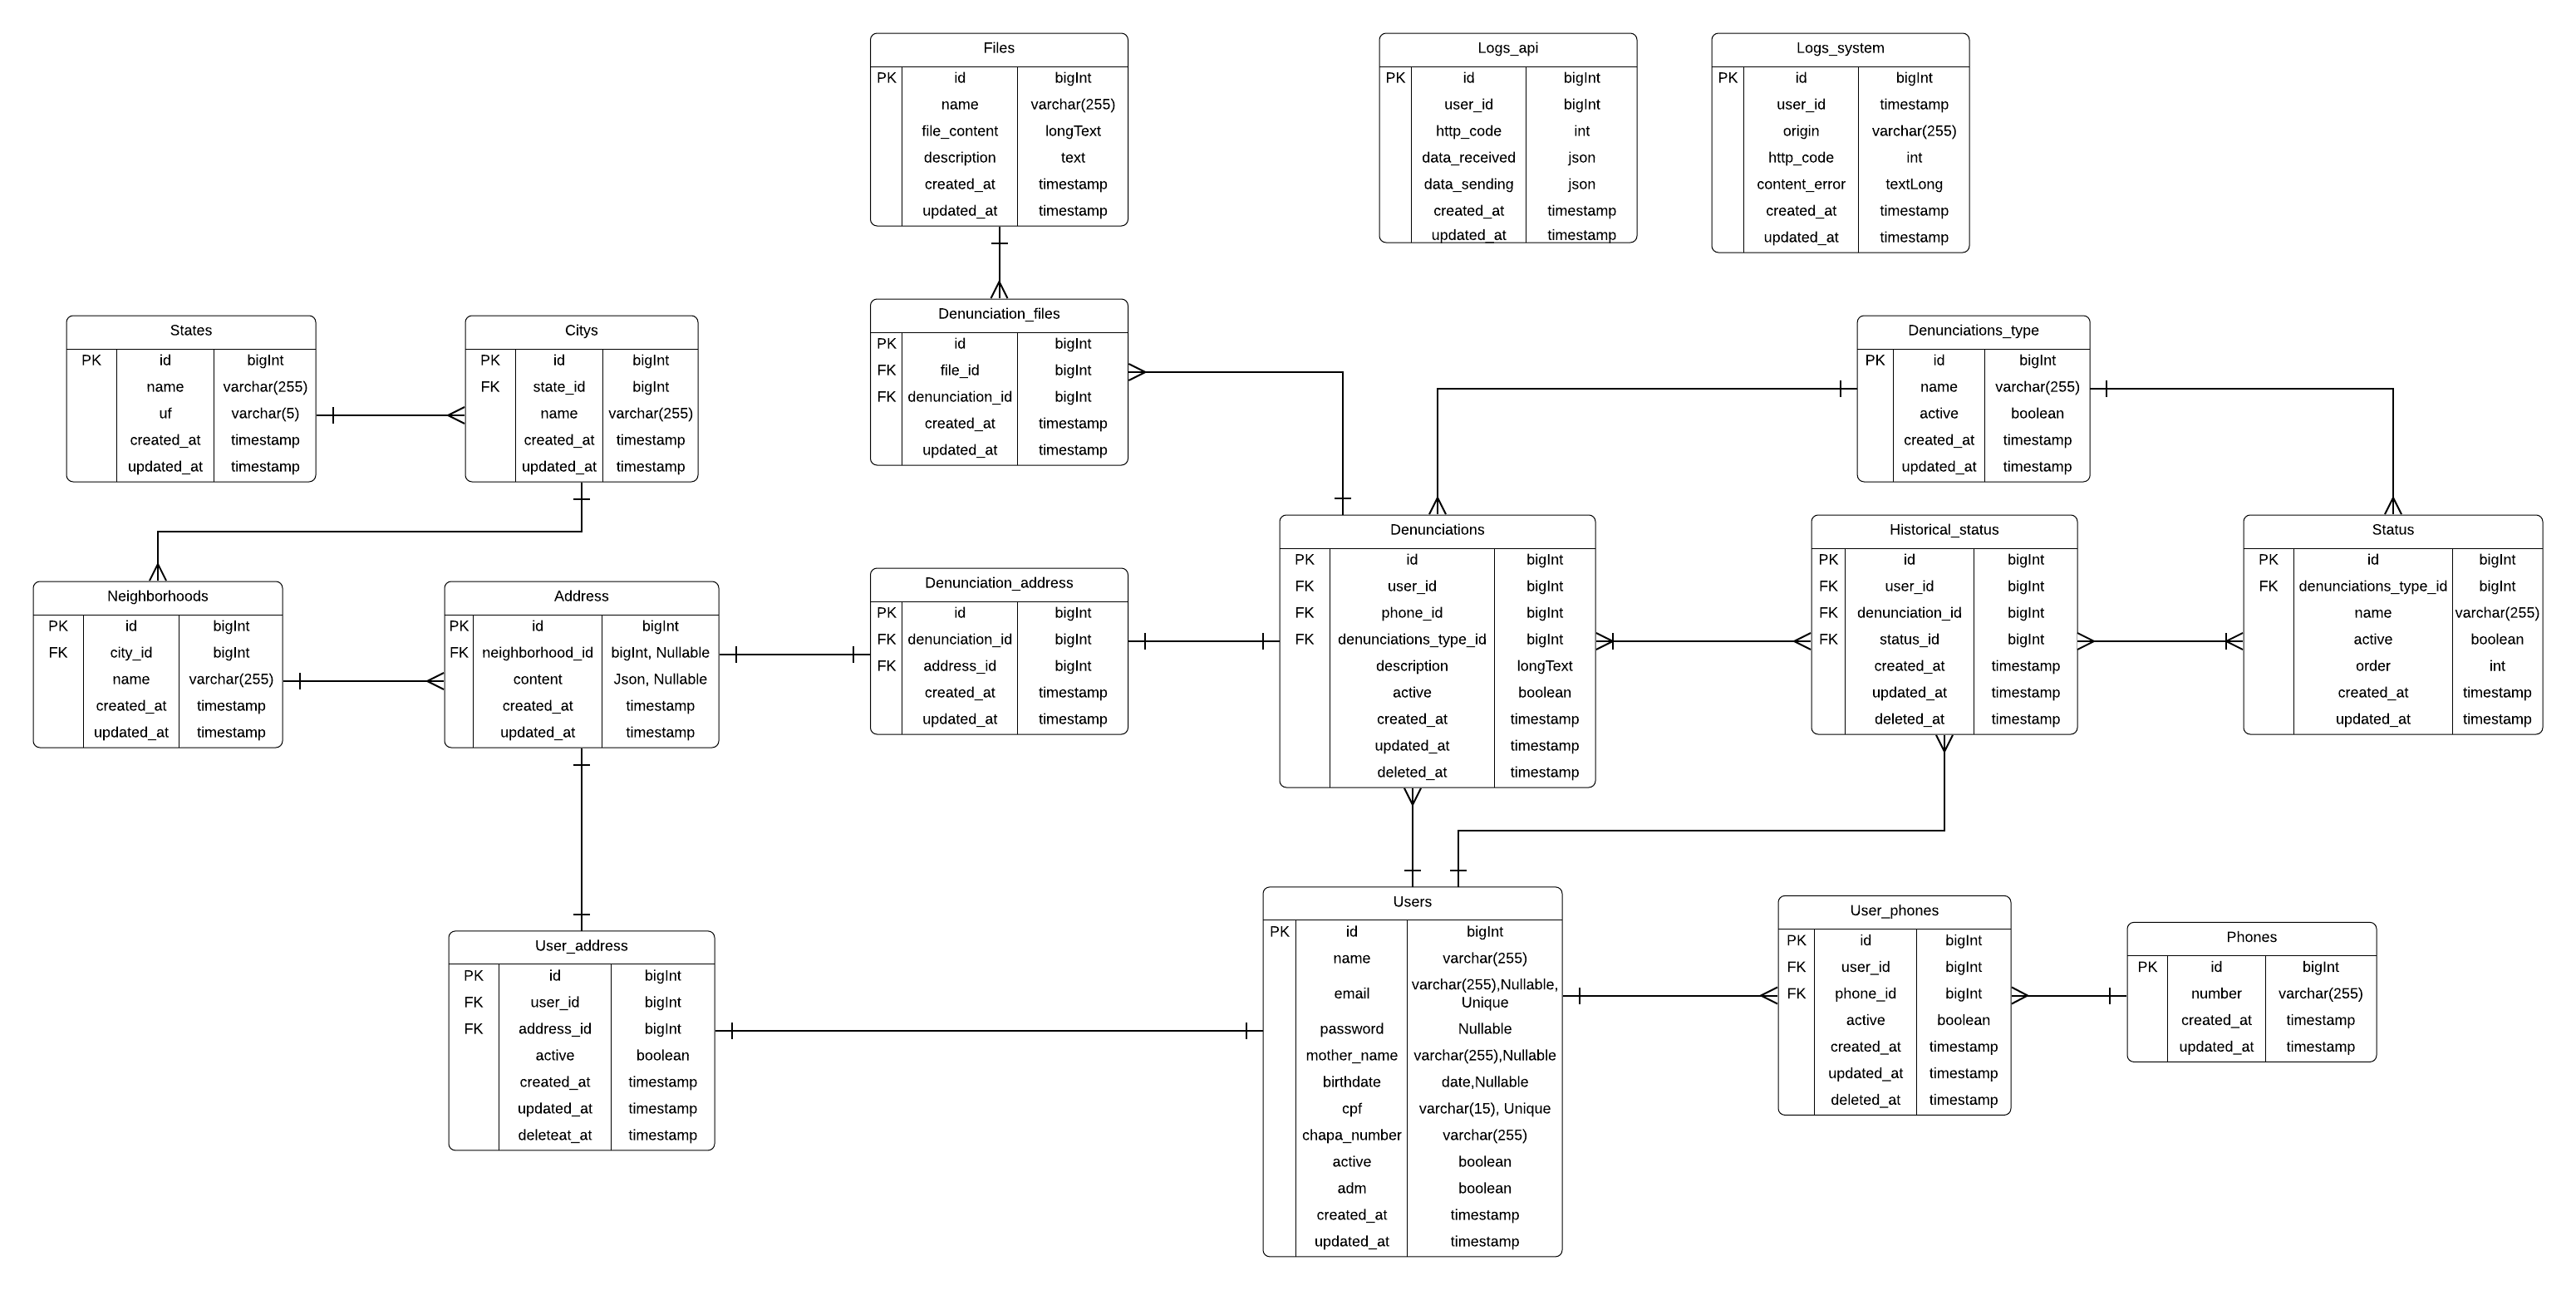 Files
PK id bigInt
name varchar(255)
file_content longText
description text
created_at timestamp
updated_at timestamp
Logs_api
PK id bigInt
user_id bigInt
http_code int
data_received json
data_sending json
created_at timestamp
updated_at timestamp
Logs_system
PK id bigInt
user_id timestamp
origin varchar(255)
http_code int
content_error textLong
created_at timestamp
updated_at timestamp
States
PK id bigInt
name varchar(255)
uf varchar(5)
created_at timestamp
updated_at timestamp
Citys
PK id bigInt
FK state_id bigInt
name varchar(255)
created_at timestamp
updated_at timestamp
Denunciation_files
PK id bigInt
FK file_id bigInt
FK denunciation_id bigInt
created_at timestamp
updated_at timestamp
Denunciations_type
PK id bigInt
name varchar(255)
active boolean
created_at timestamp
updated_at timestamp
Neighborhoods
PK id bigInt
FK city_id bigInt
name varchar(255)
created_at timestamp
updated_at timestamp
Address
PK id bigInt
FK neighborhood_id bigInt, Nullable
content Json, Nullable
created_at timestamp
updated_at timestamp
Denunciation_address
PK id bigInt
FK denunciation_id bigInt
FK address_id bigInt
created_at timestamp
updated_at timestamp
Denunciations
PK id bigInt
FK user_id bigInt
FK phone_id bigInt
FK denunciations_type_id bigInt
description longText
active boolean
created_at timestamp
updated_at timestamp
deleted_at timestamp
Historical_status
PK id bigInt
FK user_id bigInt
FK denunciation_id bigInt
FK status_id bigInt
created_at timestamp
updated_at timestamp
deleted_at timestamp
Status
PK id bigInt
FK denunciations_type_id bigInt
name varchar(255)
active boolean
order int
created_at timestamp
updated_at timestamp
User_address
PK id bigInt
FK user_id bigInt
FK address_id bigInt
active boolean
created_at timestamp
updated_at timestamp
deleteat_at timestamp
Users
PK id bigInt
name varchar(255)
email varchar(255),Nullable,
Unique
password Nullable
mother_name varchar(255),Nullable
birthdate date,Nullable
cpf varchar(15), Unique
chapa_number varchar(255)
active boolean
adm boolean
created_at timestamp
updated_at timestamp
User_phones
PK id bigInt
FK user_id bigInt
FK phone_id bigInt
active boolean
created_at timestamp
updated_at timestamp
deleted_at timestamp
Phones
PK id bigInt
number varchar(255)
created_at timestamp
updated_at timestamp